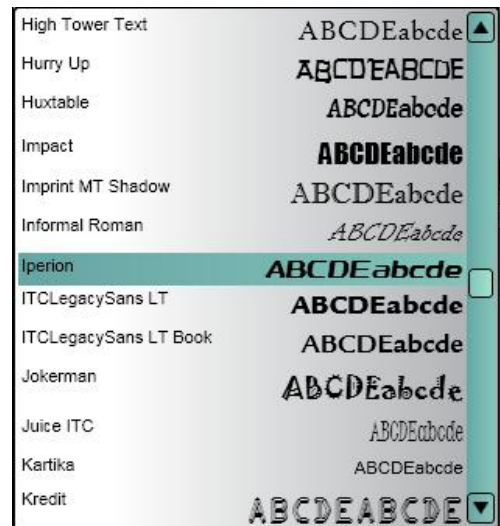 High Tower Text ABCDEabcde
Hurry Up ABCDEABCDE
Huxtable ABCDEabcde
Impact ABCDEabcde
Imprint MT Shadow ABCDEabcde
Informal Roman ABCDEabcde
Iperion ABCDEabcde
ITCLegacySans LT ABCDEabcde
ITCLegacySans LT Book ABCDEabcde
Jokerman ABCDEabcde
Juice ITC ABCDEabcde
Kartika ABCDEabcde
Kredit ABCDEABCDE